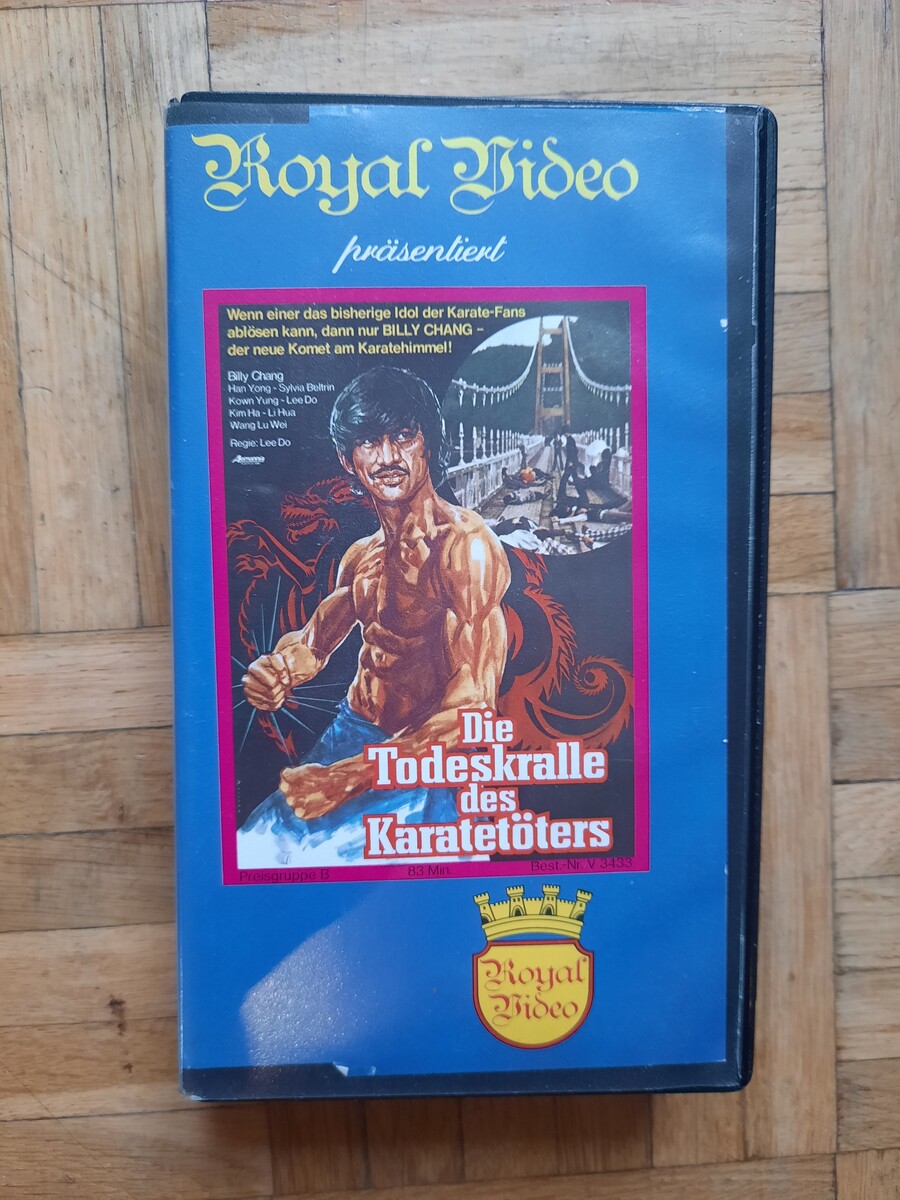 Royal Video
präsentiert
Wenn einer das bisherige Idol der Karate-Fans
ablösen kann, dann nur BILLY CHANG –
der neue Komet am Karatehimmel!
Billy Chang
Han Yong - Sylvia Beltrin
Kown Yung - Lee Do
Kim Ha - Li Hua
Wang Lu Wei
Regie: Lee Do
Die
Todeskralle
des
Karatetöters
Preisgruppe B 83 Min. Best.-Nr. V 3433
Royal
Video